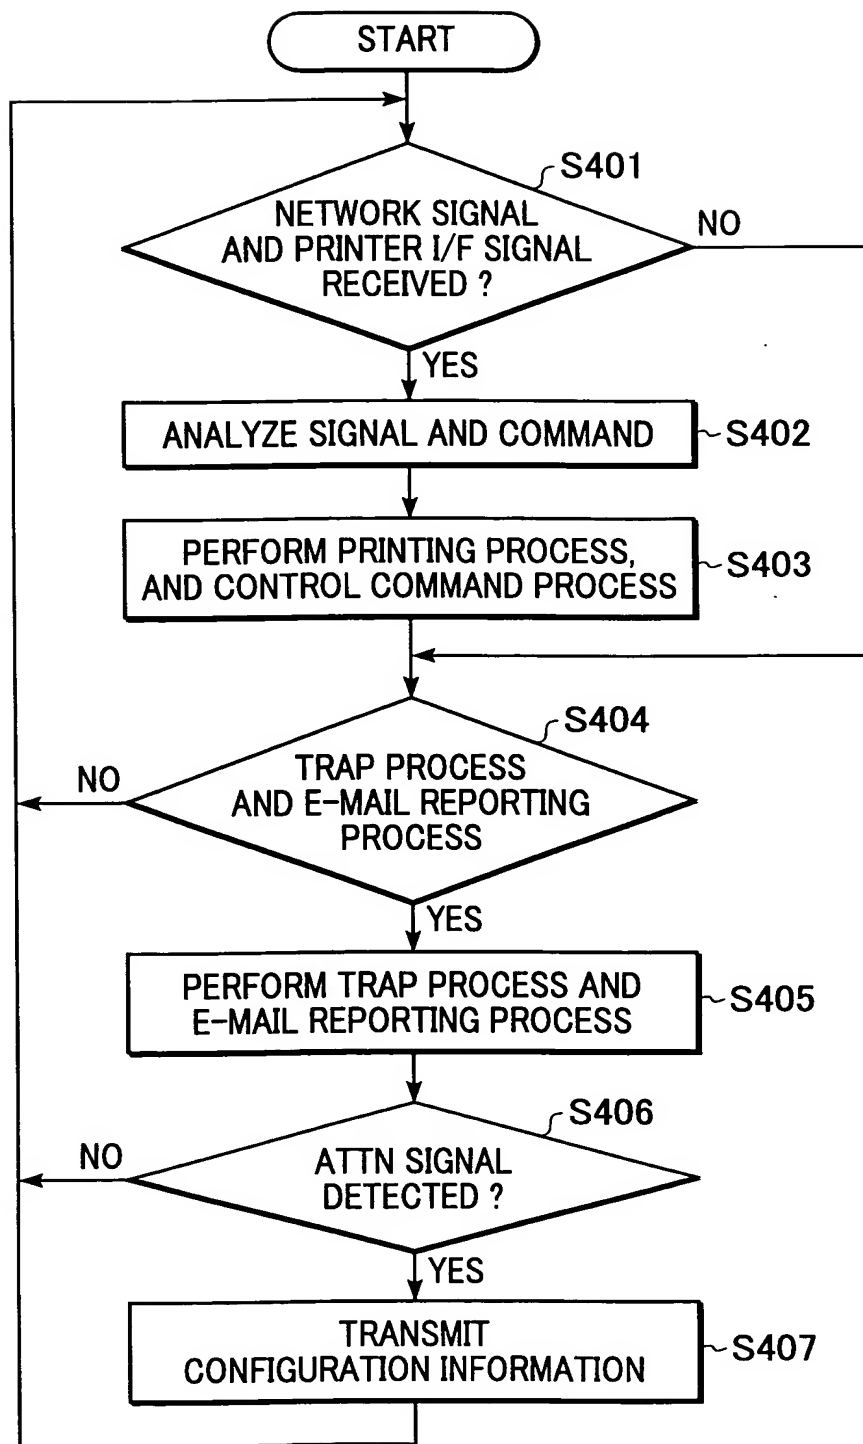 START
S401
NETWORK SIGNAL
AND PRINTER I/F SIGNAL
RECEIVED ?
NO
YES
ANALYZE SIGNAL AND COMMAND
S402
PERFORM PRINTING PROCESS,
AND CONTROL COMMAND PROCESS
S403
S404
TRAP PROCESS
AND E-MAIL REPORTING
PROCESS
NO
YES
PERFORM TRAP PROCESS AND
E-MAIL REPORTING PROCESS
S405
S406
ATTN SIGNAL
DETECTED ?
NO
YES
TRANSMIT
CONFIGURATION INFORMATION
S407